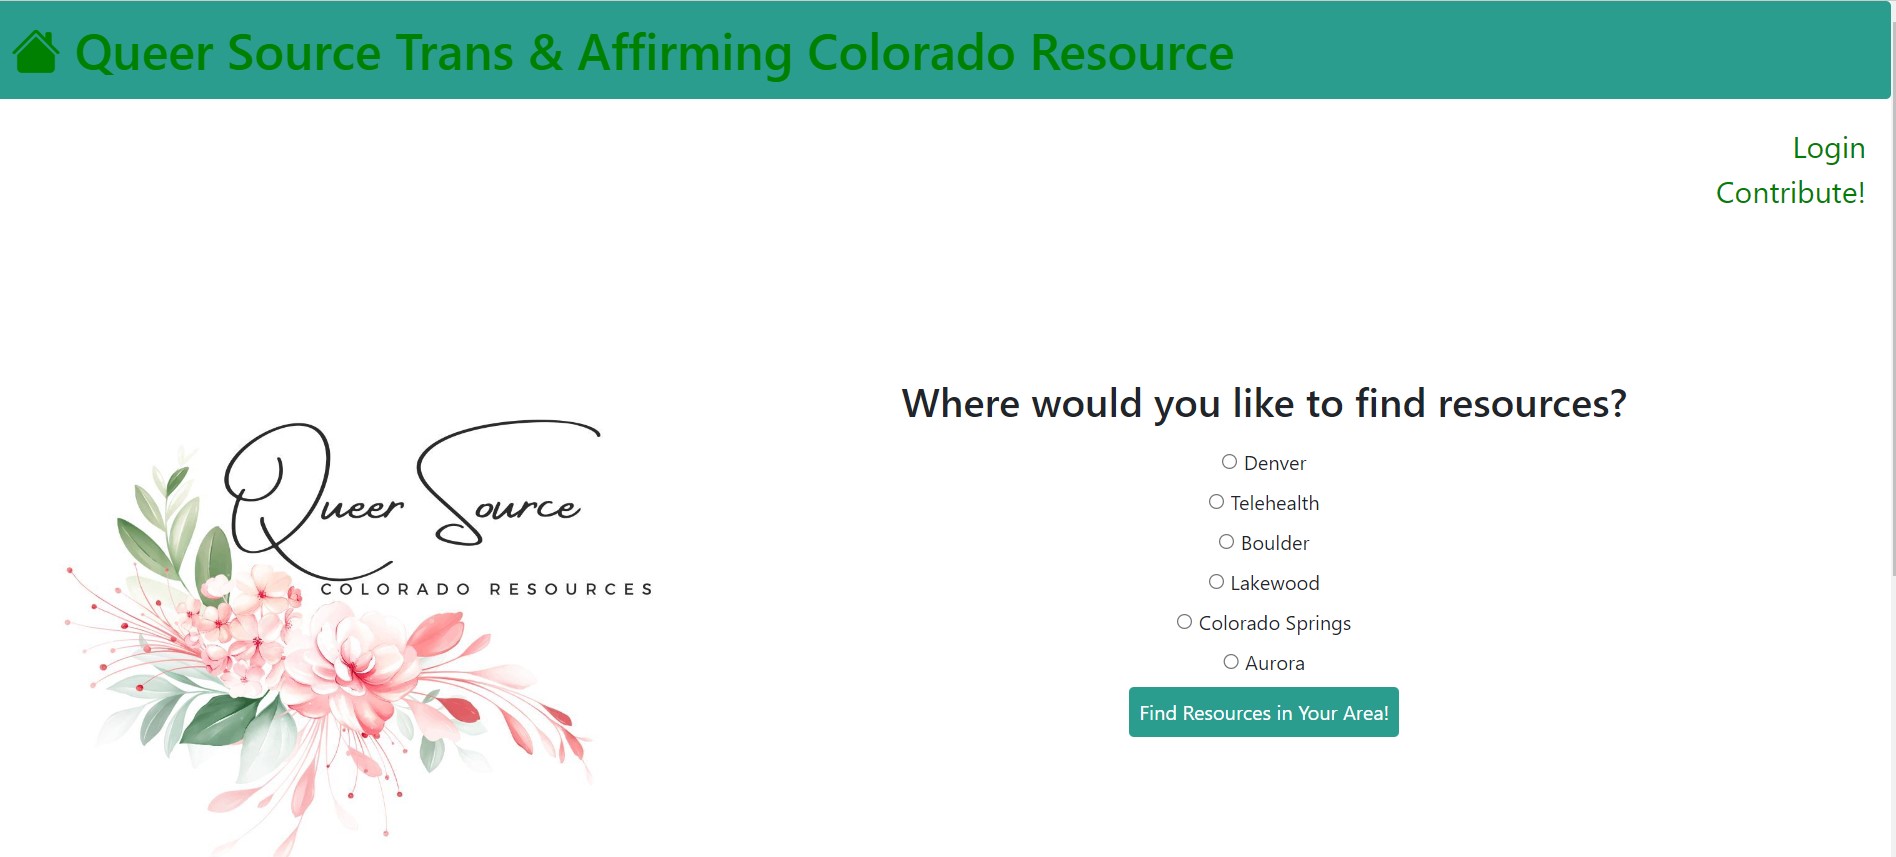 Queer Source Trans & Affirming Colorado Resource
Login
Contribute!
Queer Source
COLORADO RESOURCES
Where would you like to find resources?
Denver
Telehealth
Boulder
Lakewood
Colorado Springs
Aurora
Find Resources in Your Area!